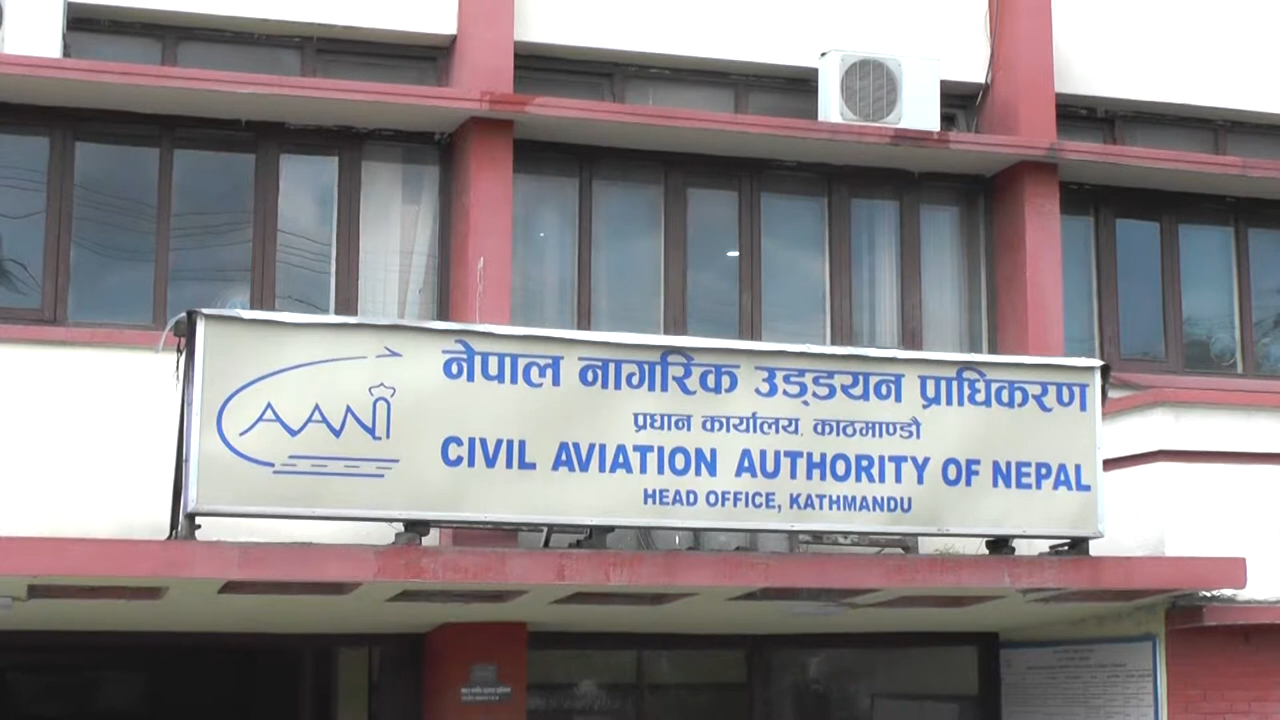 CAAN
नेपाल नागरिक उड्डयन प्राधिकरण
प्रधान कार्यालय, काठमाण्डौ
CIVIL AVIATION AUTHORITY OF NEPAL
HEAD OFFICE, KATHMANDU